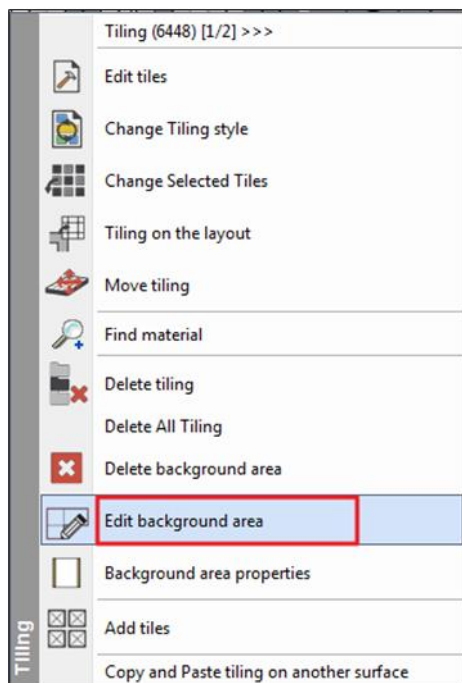 Tiling (6448) [1/2] >>>
Edit tiles
Change Tiling style
Change Selected Tiles
Tiling on the layout
Move tiling
Find material
Delete tiling
Delete All Tiling
Delete background area
Edit background area
Background area properties
Add tiles
Copy and Paste tiling on another surface
Tiling